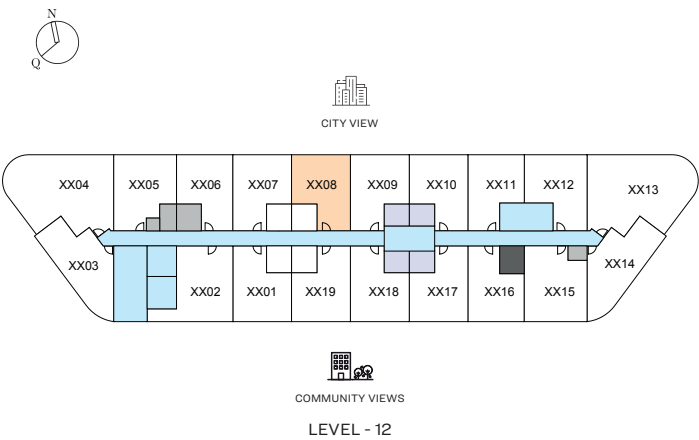 N
Q
CITY VIEW
XX04 XX05 XX06 XX07 XX08 XX09 XX10 XX11 XX12 XX13
XX03 XX14
XX02 XX01 XX19 XX18 XX17 XX16 XX15
COMMUNITY VIEWS
LEVEL - 12